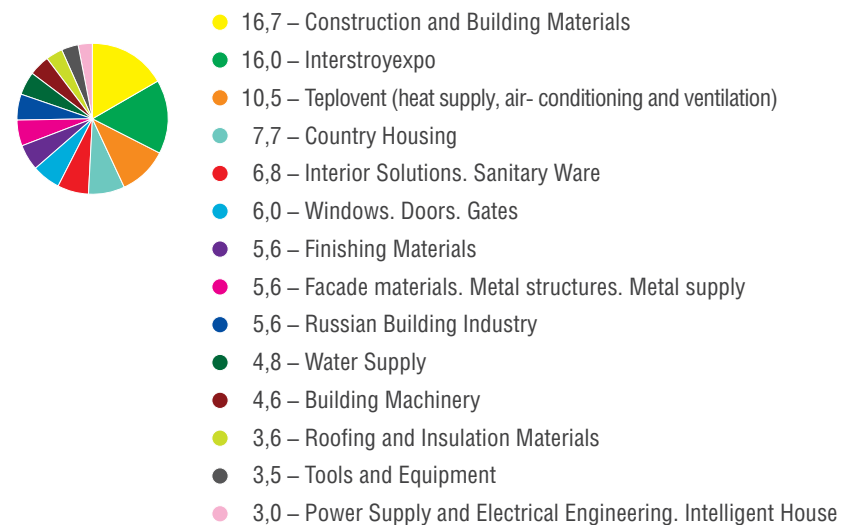 16,7 – Construction and Building Materials
16,0 – Interstroyexpo
10,5 – Teplovent (heat supply, air- conditioning and ventilation)
7,7 – Country Housing
6,8 – Interior Solutions. Sanitary Ware
6,0 – Windows. Doors. Gates
5,6 – Finishing Materials
5,6 – Facade materials. Metal structures. Metal supply
5,6 – Russian Building Industry
4,8 – Water Supply
4,6 – Building Machinery
3,6 – Roofing and Insulation Materials
3,5 – Tools and Equipment
3,0 – Power Supply and Electrical Engineering. Intelligent House